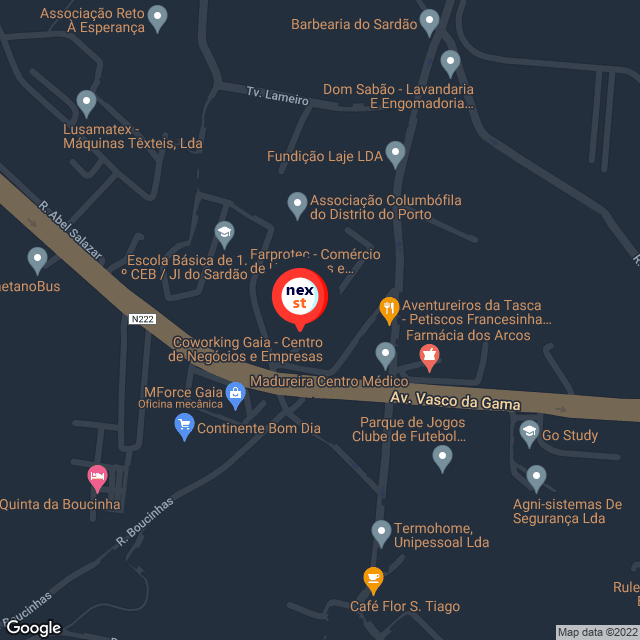 Associação Reto
À Esperança
Barbearia do Sardão
Dom Sabão - Lavandaria
E Engomadoria...
Tv. Lameiro
Lusamatex -
Máquinas Têxteis, Lda
Fundição Laje LDA
Associação Columbófila
do Distrito do Porto
R. Abel Salazar
Escola Básica de 1.
º CEB / JI do Sardão
Farprotec - Comércio
de
s e...
etanoBus
nex
st
N222
Aventureiros da Tasca
- Petiscos Francesinha...
Farmácia dos Arcos
Coworking Gaia - Centro
de Negócios e Empresas
Madureira Centro Médico
MForce Gaia
Oficina mecânica
Av. Vasco da Gama
Continente Bom Dia
Parque de Jogos
Clube de Futebol...
Go Study
Quinta da Boucinha
Agni-sistemas De
Segurança Lda
R. Boucinhas
Termohome,
Unipessoal Lda
Boucinhas
Rule
Café Flor S. Tiago
Google
Map data ©2022